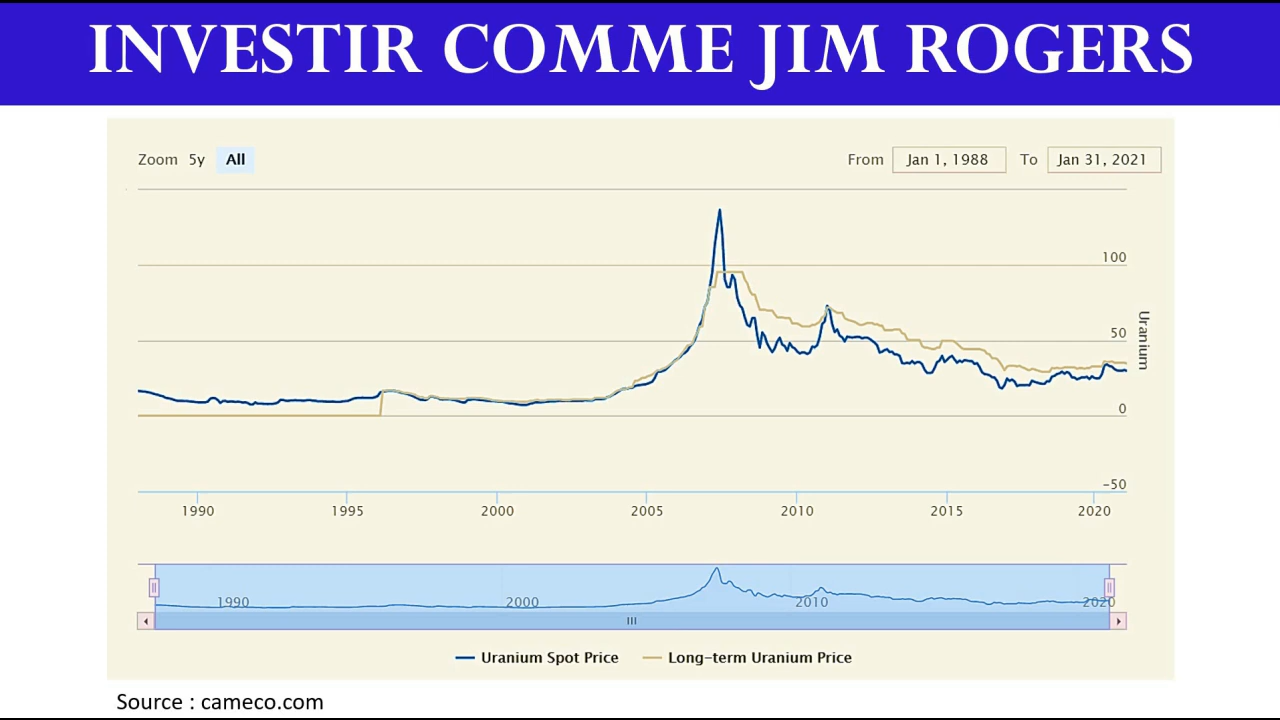 INVESTIR COMME JIM ROGERS
Zoom 5y All From Jan 1, 1988 To Jan 31, 2021
100
50
0
-50
Uranium
1990 1995 2000 2005 2010 2015 2020
1990 2000 2010 2020
Uranium Spot Price Long-term Uranium Price
Source : cameco.com